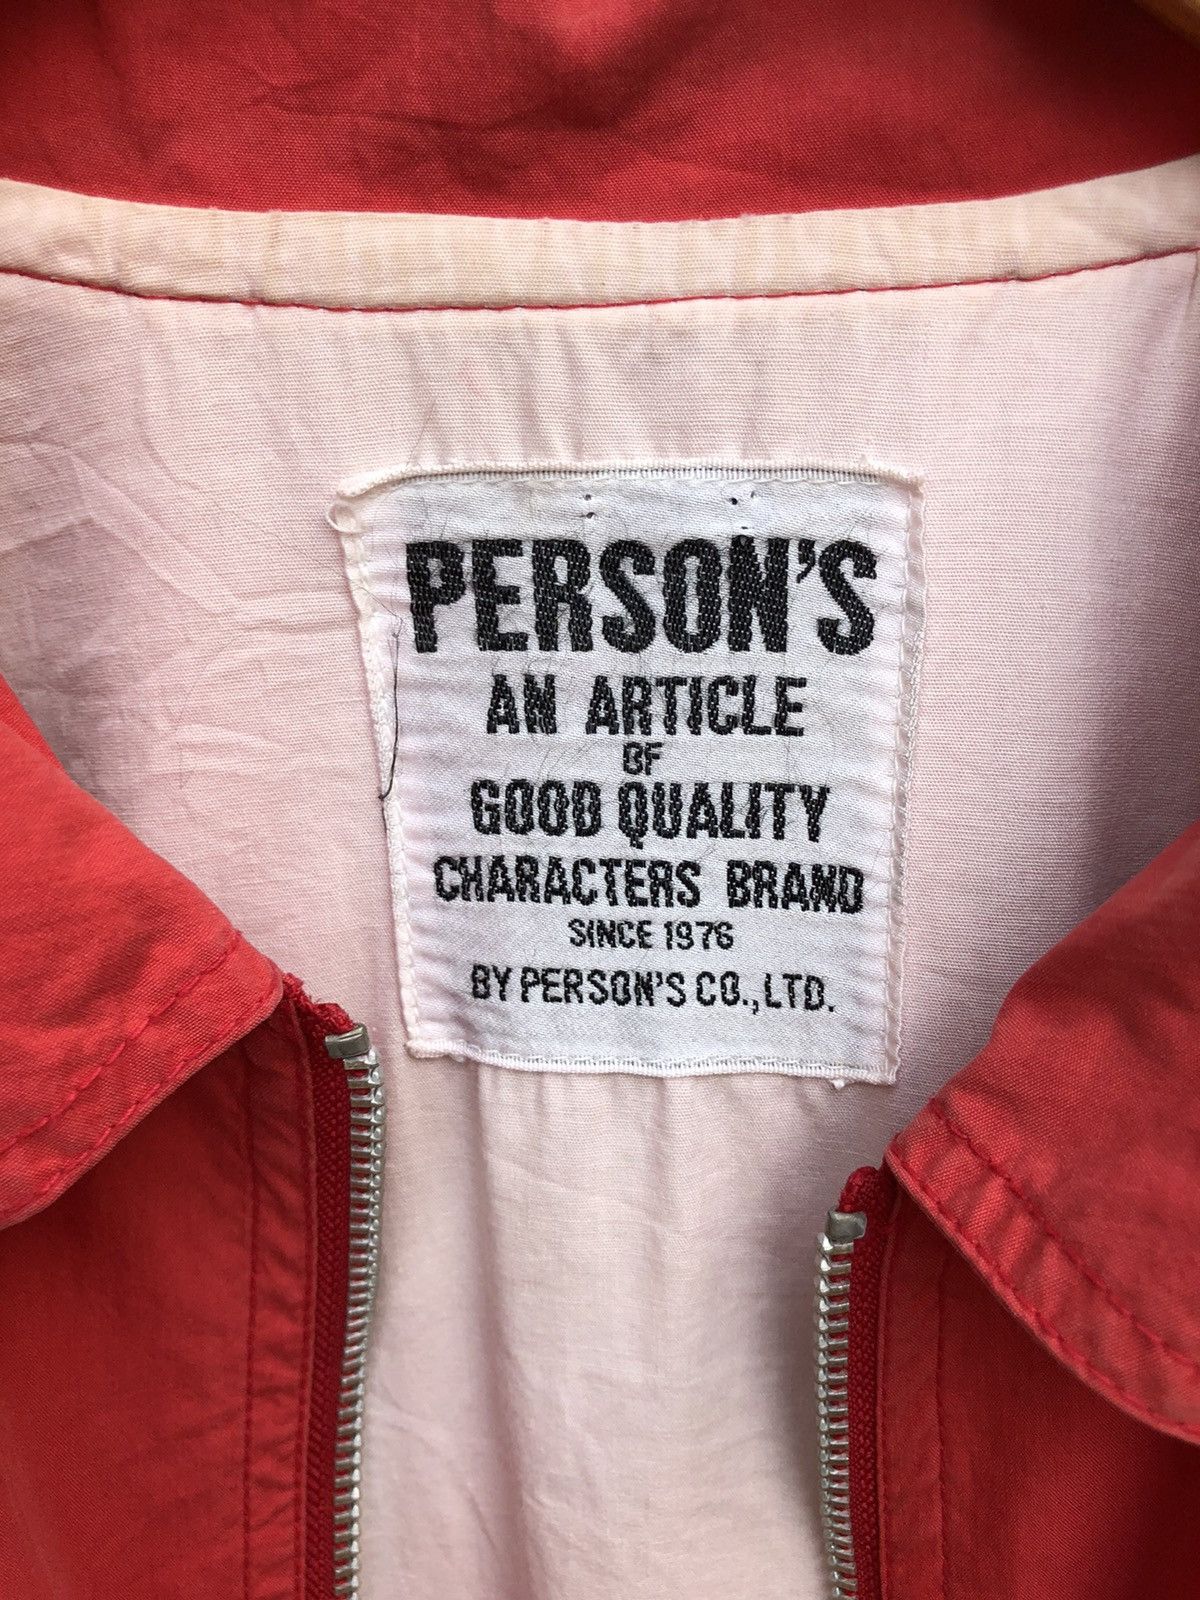 PERSON'S
AN ARTICLE
OF
GOOD QUALITY
CHARACTERS BRAND
SINCE 1976
BY PERSON'S CO.,LTD.